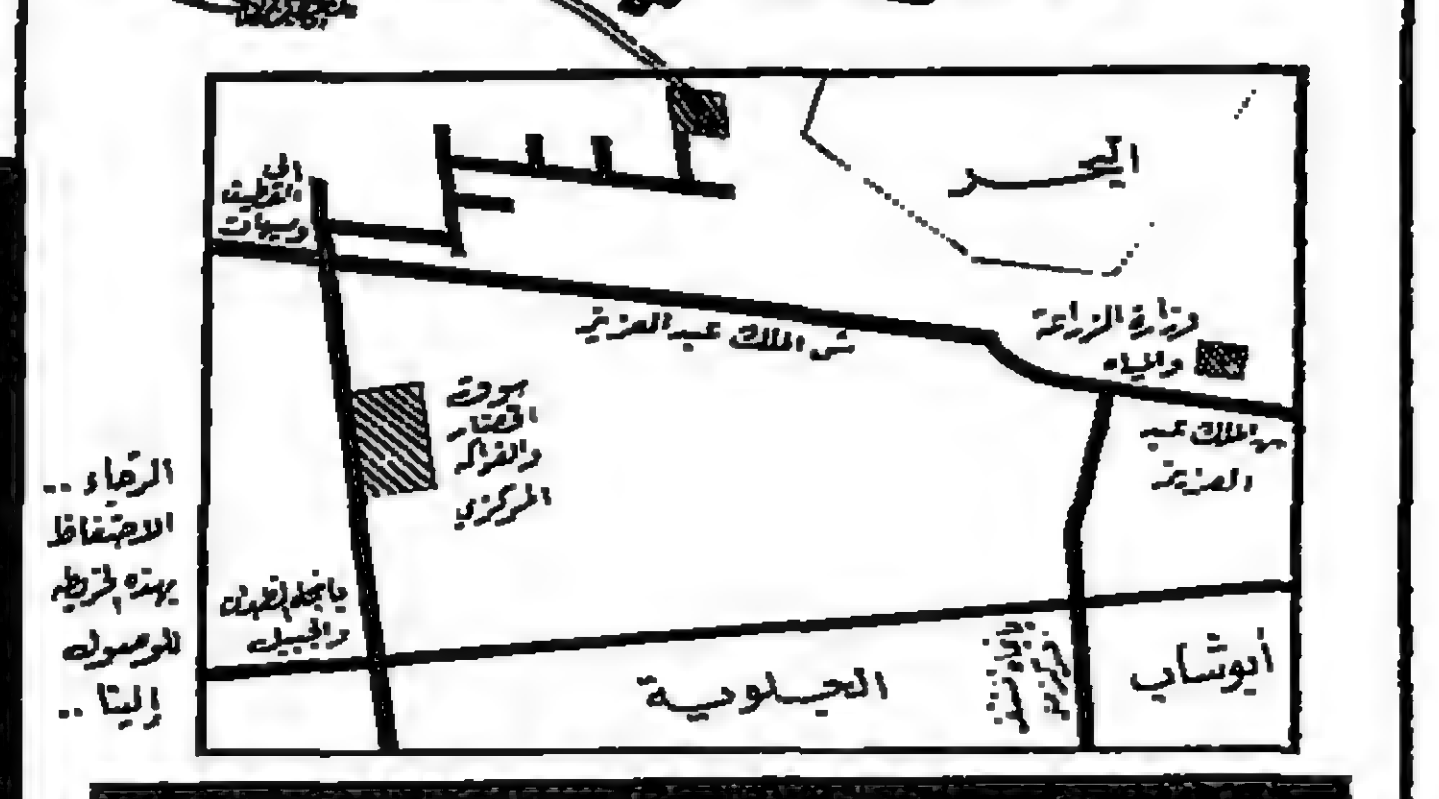 البحر
إلى
القطيف
وسيهات
ش الملك عبد العزيز
وزارة الزراعة
والمياه
سوق
الخضار
والفواكه
المركزي
ش الملك عبد
العزيز
الرجاء ..
الاحتفاظ
بهذه الخريطة
للوصول
إلينا ..
باتجاه الظهران
والجبيل
الجلوية
أبوشاب